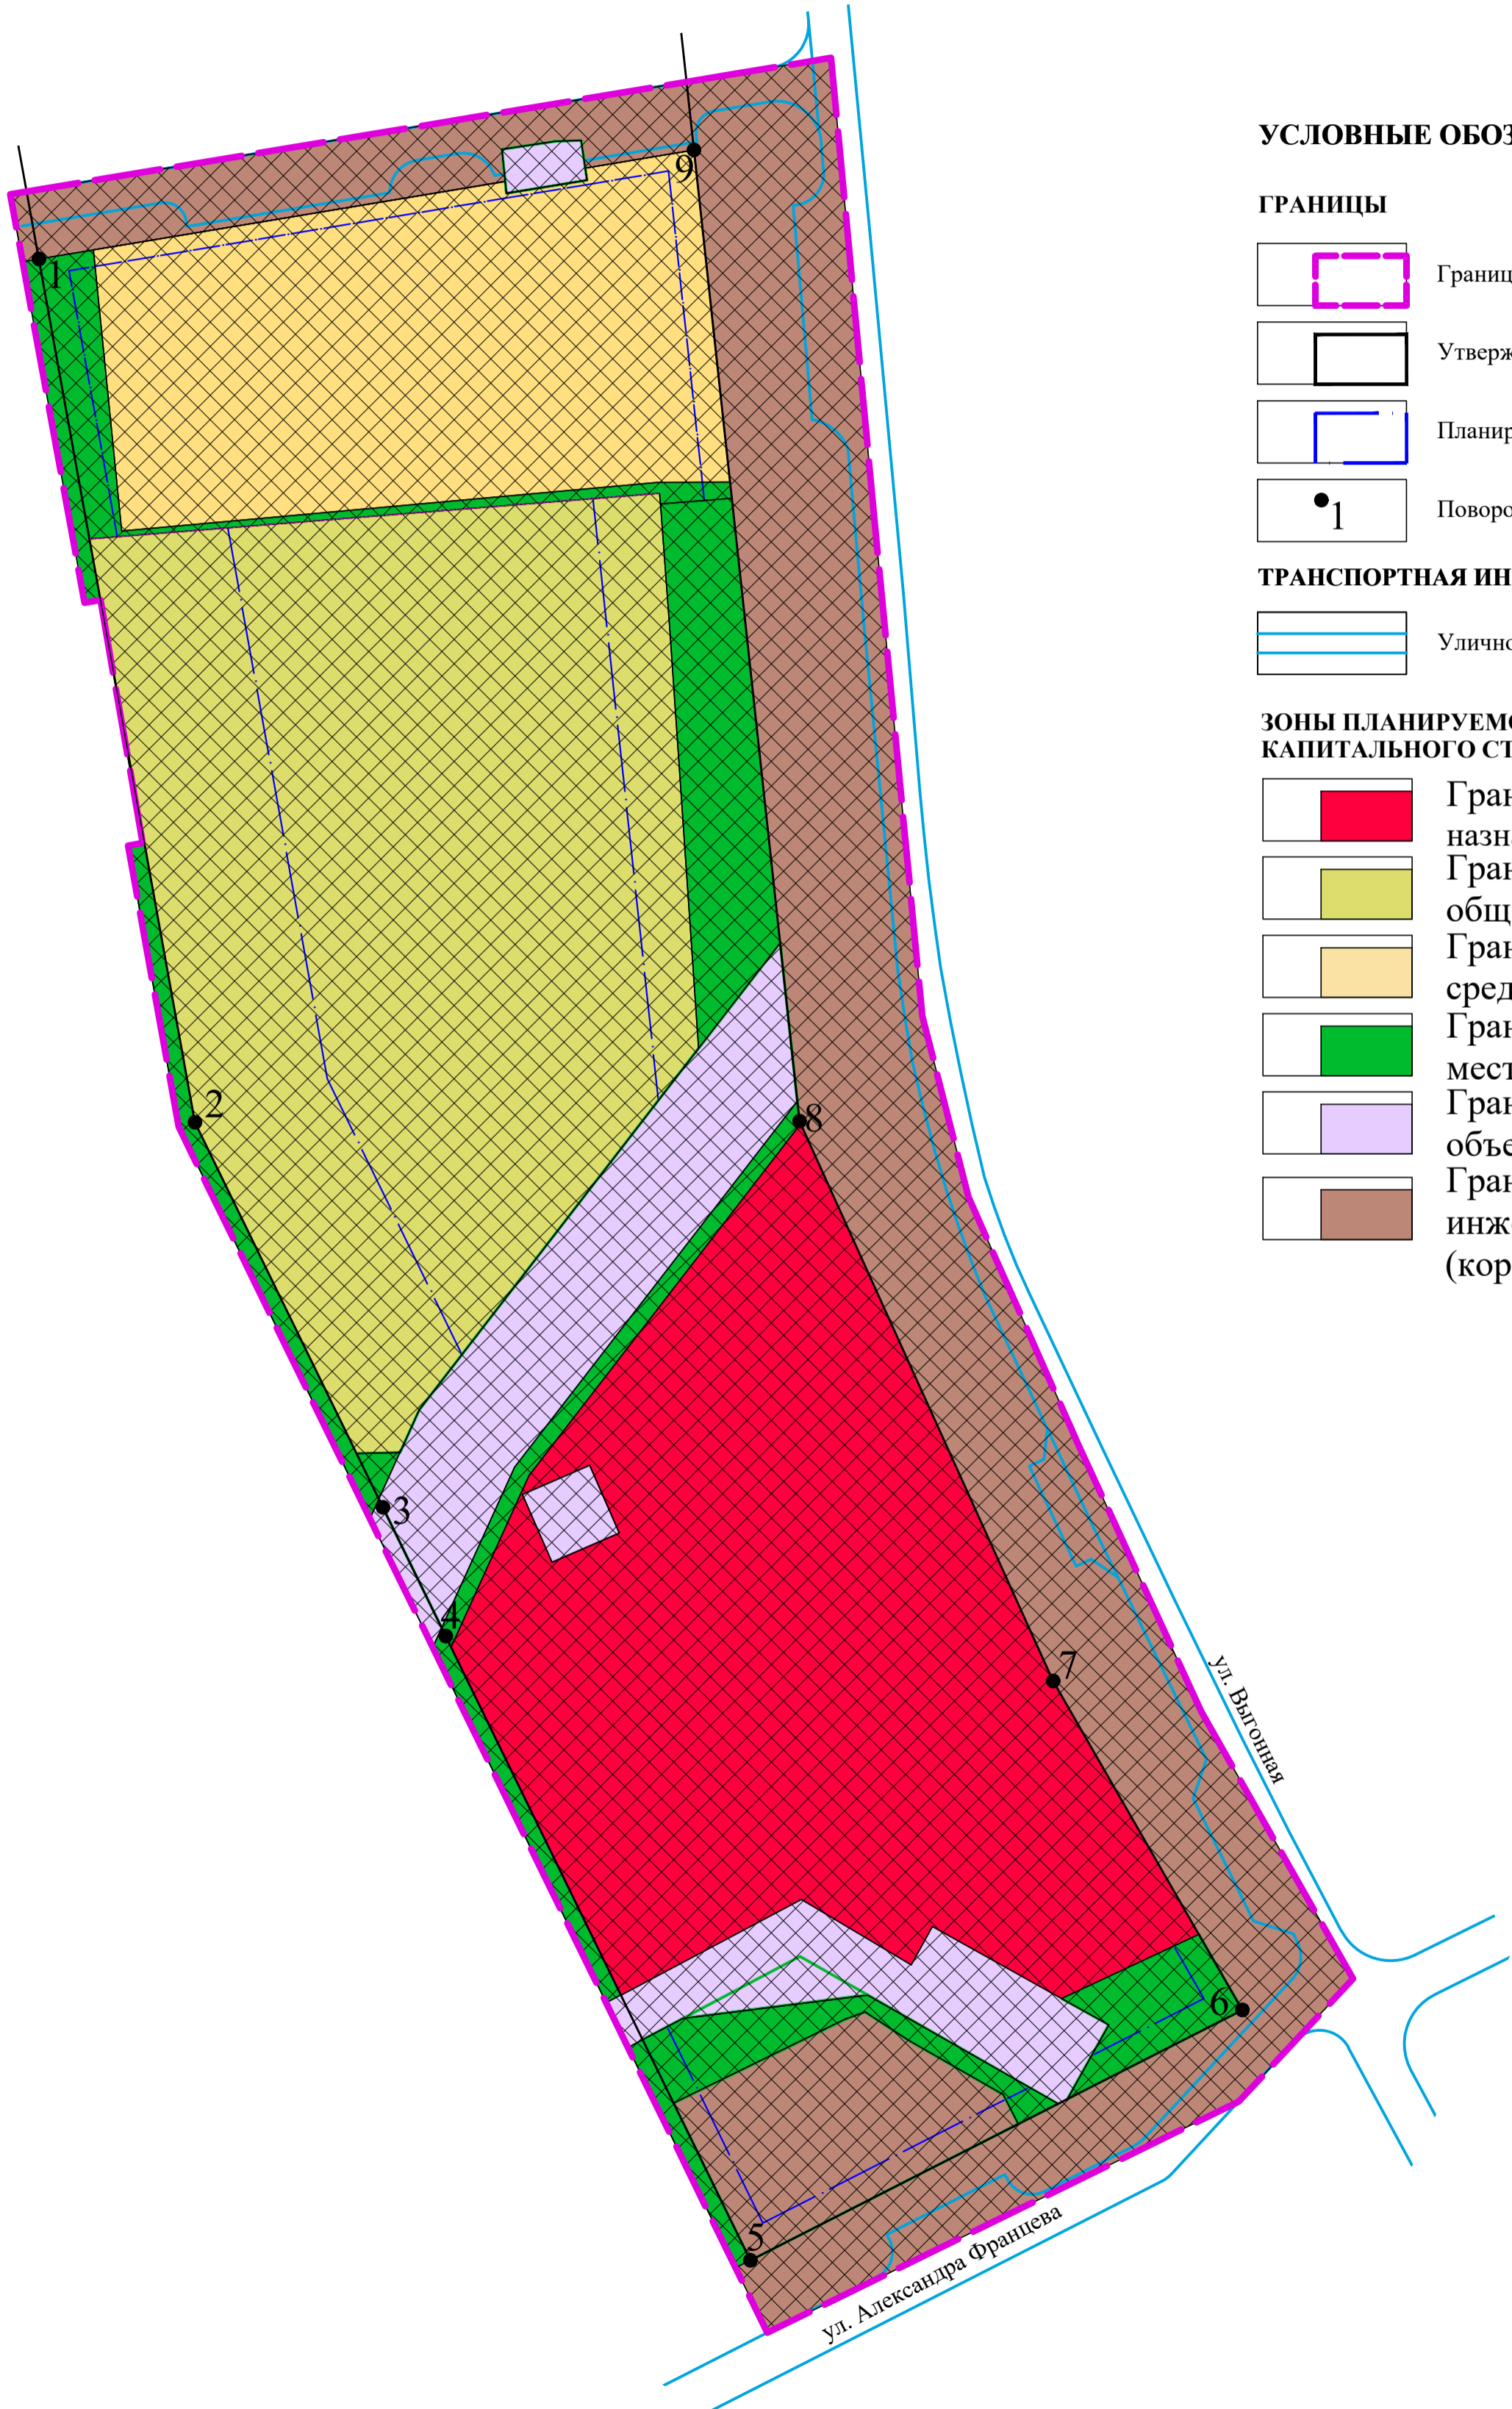 УСЛОВНЫЕ ОБОЗ
ГРАНИЦЫ
Границ
Утверж
Планир
1
Поворо
ТРАНСПОРТНАЯ ИН
Улично
ЗОНЫ ПЛАНИРУЕМО
КАПИТАЛЬНОГО СТ
Гран
назна
Гран
общ
Гран
сред
Гран
мест
Гран
объе
Гран
инж
(кор
9
1
2
8
3
4
7
6
5
ул. Выгонная
ул. Александра Францева